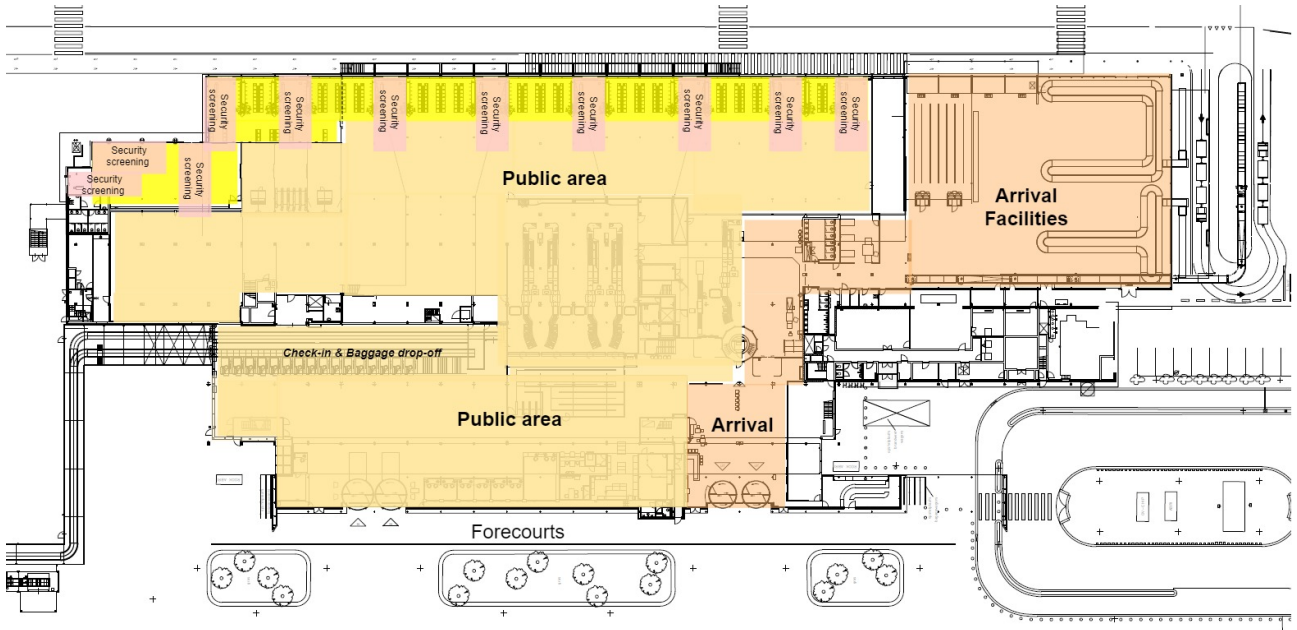 Security
screening
Security
screening
Security
screening
Security
screening
Security
screening
Security
screening
Security
screening
Security
screening
Security
screening
Security
screening
Security
screening
Public area
Arrival
Facilities
Check-in & Baggage drop-off
Public area
Arrival
Forecourts